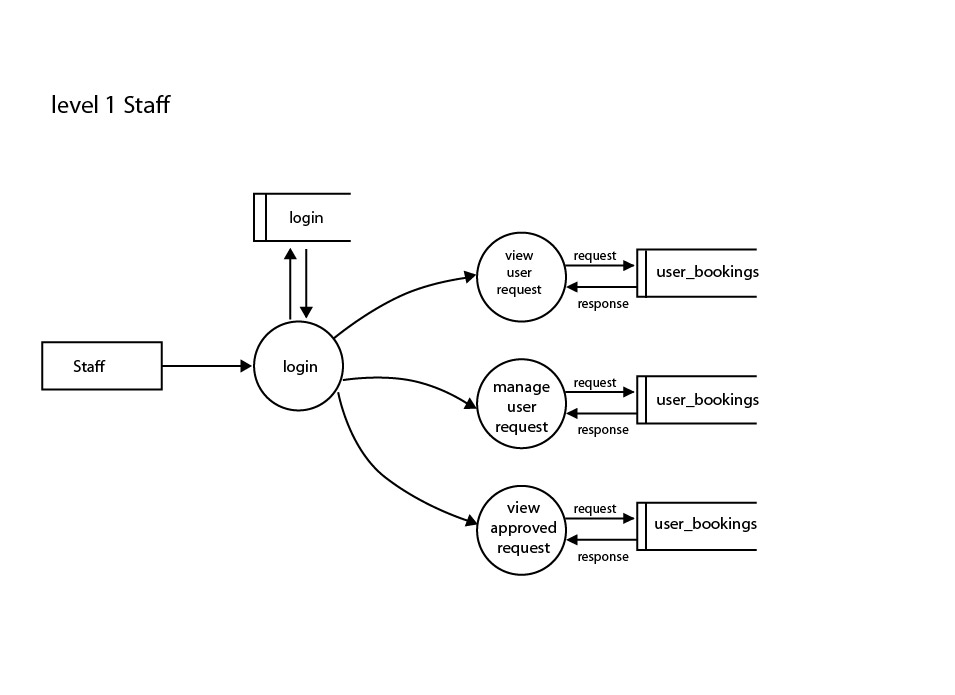 level 1 Staff
login
Staff
login
view
user
request
request
response
user_bookings
manage
user
request
request
response
user_bookings
view
approved
request
request
response
user_bookings